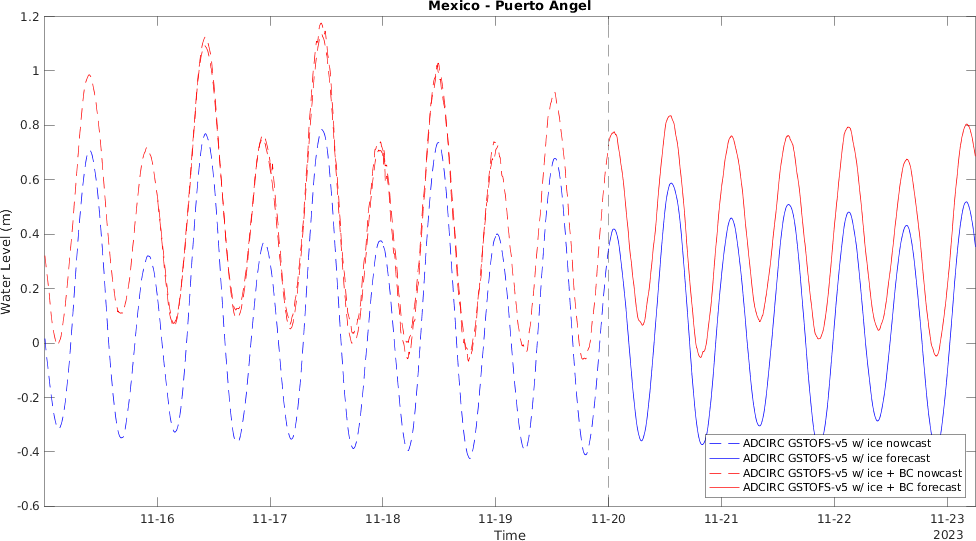 Mexico - Puerto Angel
Water Level (m)
1.2
1
0.8
0.6
0.4
0.2
0
-0.2
-0.4
-0.6
ADCIRC GSTOFS-v5 w/ ice nowcast
ADCIRC GSTOFS-v5 w/ ice forecast
ADCIRC GSTOFS-v5 w/ ice + BC nowcast
ADCIRC GSTOFS-v5 w/ ice + BC forecast
11-16 11-17 11-18 11-19 11-20 11-21 11-22 11-23
Time 2023